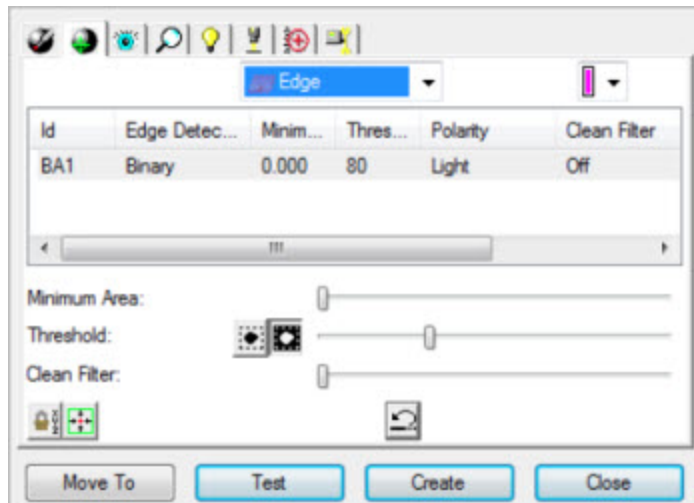 Edge
Id Edge Detec... Minim... Thres... Polarity Clean Filter
BA1 Binary 0.000 80 Light Off
Minimum Area:
Threshold:
Clean Filter:
Move To Test Create Close